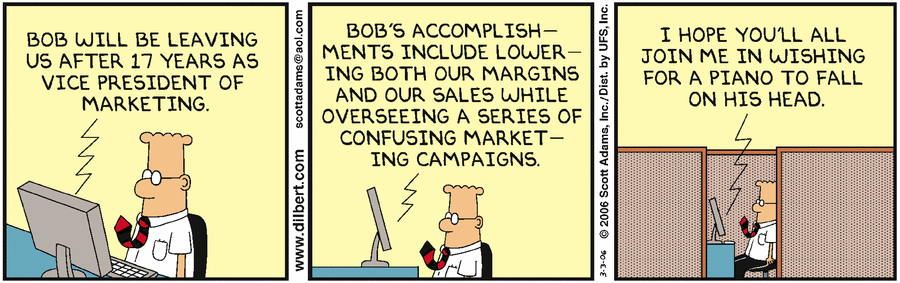 BOB WILL BE LEAVING
US AFTER 17 YEARS AS
VICE PRESIDENT OF
MARKETING.
www.dilbert.com scottadams@aol.com
BOB'S ACCOMPLISH-
MENTS INCLUDE LOWER-
ING BOTH OUR MARGINS
AND OUR SALES WHILE
OVERSEEING A SERIES OF
CONFUSING MARKET-
ING CAMPAIGNS.
3-3-06 © 2006 Scott Adams, Inc./Dist. by UFS, Inc.
I HOPE YOU'LL ALL
JOIN ME IN WISHING
FOR A PIANO TO FALL
ON HIS HEAD.